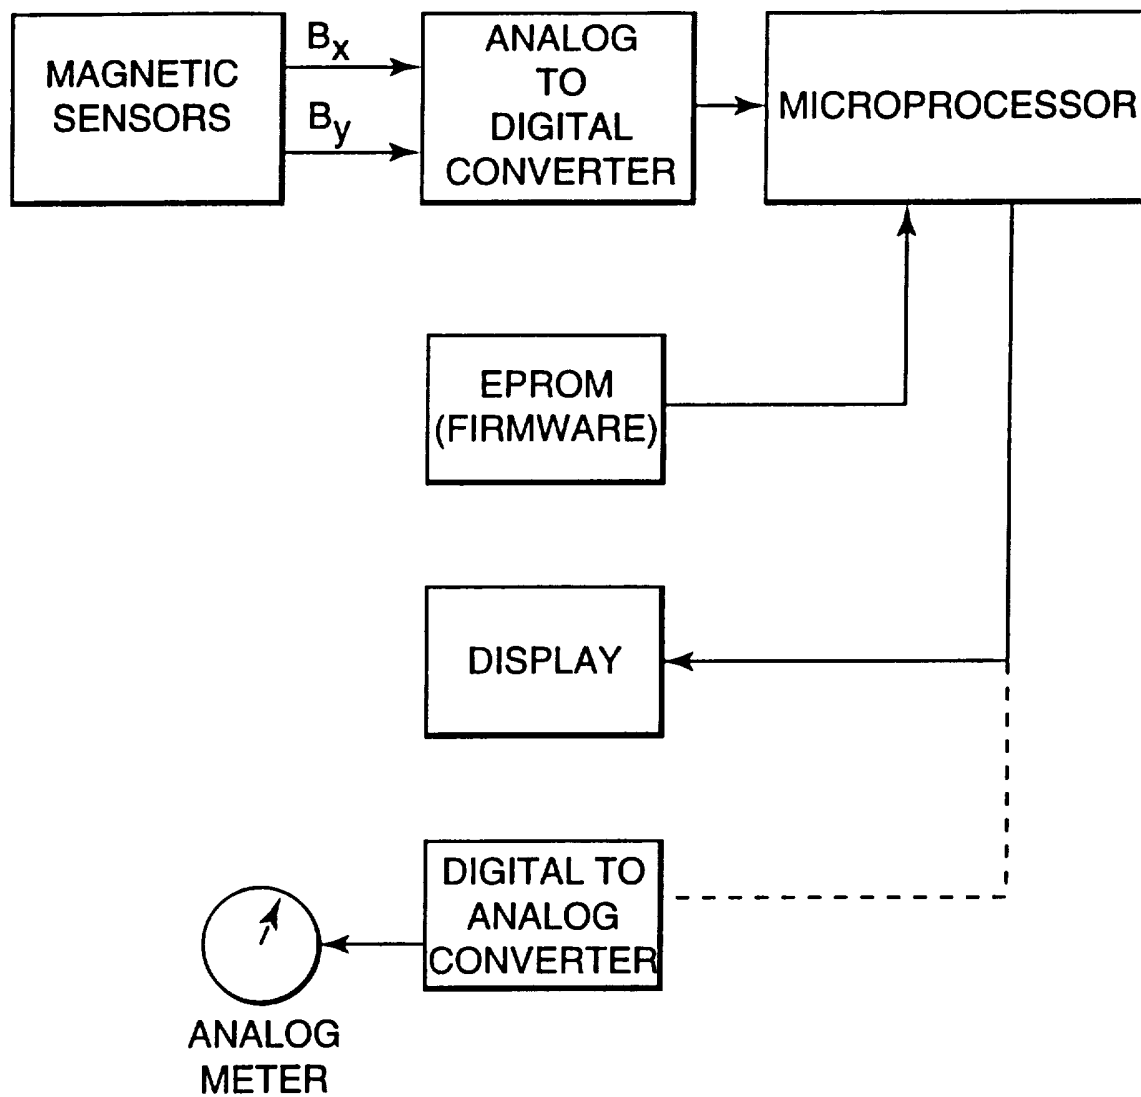 MAGNETIC
SENSORS
Bx
By
ANALOG
TO
DIGITAL
CONVERTER
MICROPROCESSOR
EPROM
(FIRMWARE)
DISPLAY
DIGITAL TO
ANALOG
CONVERTER
ANALOG
METER